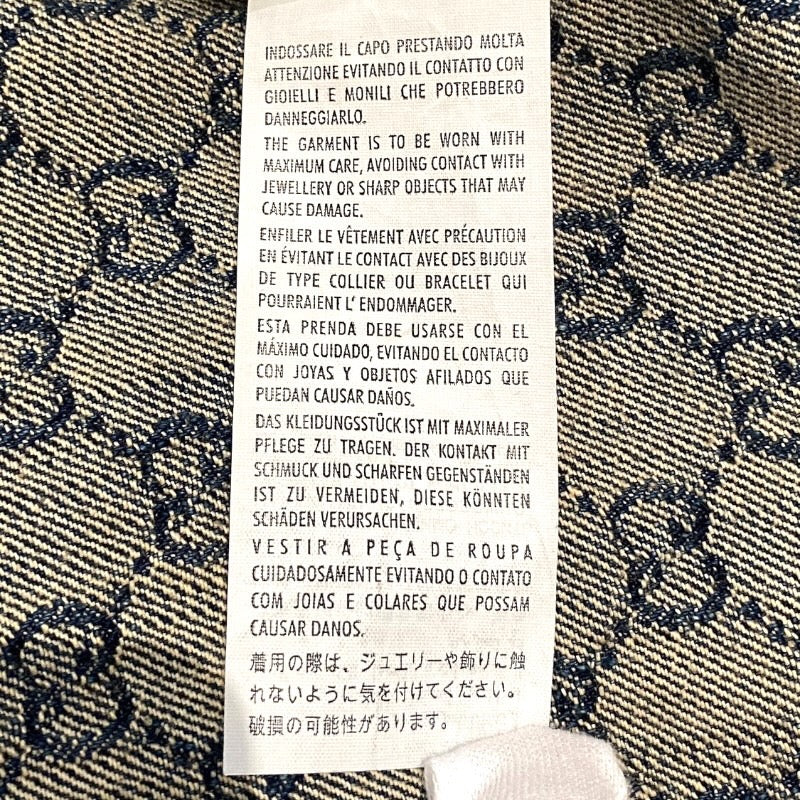 INDOSSARE IL CAPO PRESTANDO MOLTA
ATTENZIONE EVITANDO IL CONTATTO CON
GIOIELLI E MONILI CHE POTREBBERO
DANNEGGIARLO.
THE GARMENT IS TO BE WORN WITH
MAXIMUM CARE, AVOIDING CONTACT WITH
JEWELLERY OR SHARP OBJECTS THAT MAY
CAUSE DAMAGE.
ENFILER LE VÊTEMENT AVEC PRÉCAUTION
EN ÉVITANT LE CONTACT AVEC DES BIJOUX
DE TYPE COLLIER OU BRACELET QUI
POURRAIENT L' ENDOMMAGER.
ESTA PRENDA DEBE USARSE CON EL
MÁXIMO CUIDADO, EVITANDO EL CONTACTO
CON JOYAS Y OBJETOS AFILADOS QUE
PUEDAN CAUSAR DAÑOS.
DAS KLEIDUNGSSTÜCK IST MIT MAXIMALER
PFLEGE ZU TRAGEN. DER KONTAKT MIT
SCHMUCK UND SCHARFEN GEGENSTÄNDEN
IST ZU VERMEIDEN, DIESE KÖNNTEN
SCHÄDEN VERURSACHEN.
VESTIR A PEÇA DE ROUPA
CUIDADOSAMENTE EVITANDO O CONTATO
COM JOIAS E COLARES QUE POSSAM
CAUSAR DANOS.
着用の際は、ジュエリーや飾りに触
れないように気を付けてください。
破損の可能性があります。